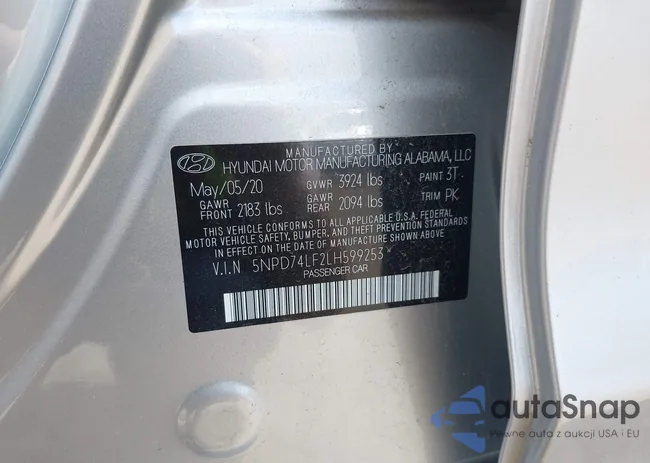 MANUFACTURED BY
HYUNDAI MOTOR MANUFACTURING ALABAMA, LLC
May/05/20 GVWR 3924 lbs PAINT 3T
GAWR FRONT 2183 lbs GAWR REAR 2094 lbs TRIM PK
THIS VEHICLE CONFORMS TO ALL APPLICABLE U.S.A. FEDERAL
MOTOR VEHICLE SAFETY, BUMPER, AND THEFT PREVENTION STANDARDS
IN EFFECT ON THE DATE OF MANUFACTURE SHOWN ABOVE.
V.I.N 5NPD74LF2LH599253
PASSENGER CAR
autaSnap
Pewne auta z aukcji USA i EU